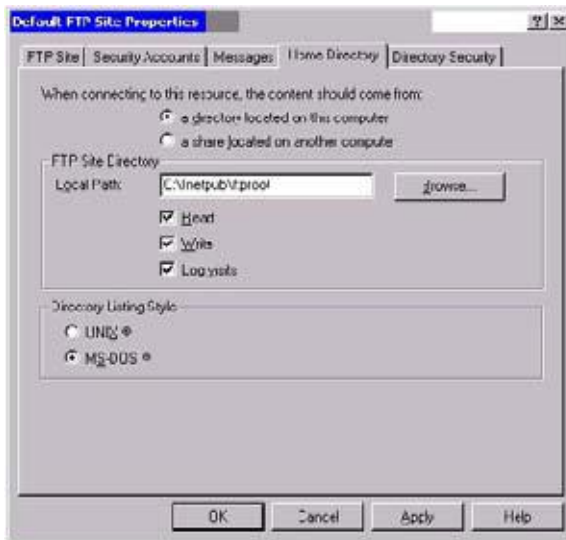 Default FTP Site Properties
FTP Site Security Accounts Messages Home Directory Directory Security
When connecting to this resource, the content should come from:
a directory located on this computer
a share located on another computer
FTP Site Directory
Local Path: C:\Inetpub\ftproot Browse...
Read
Write
Log visits
Directory Listing Style
UNIX ®
MS-DOS ®
OK Cancel Apply Help